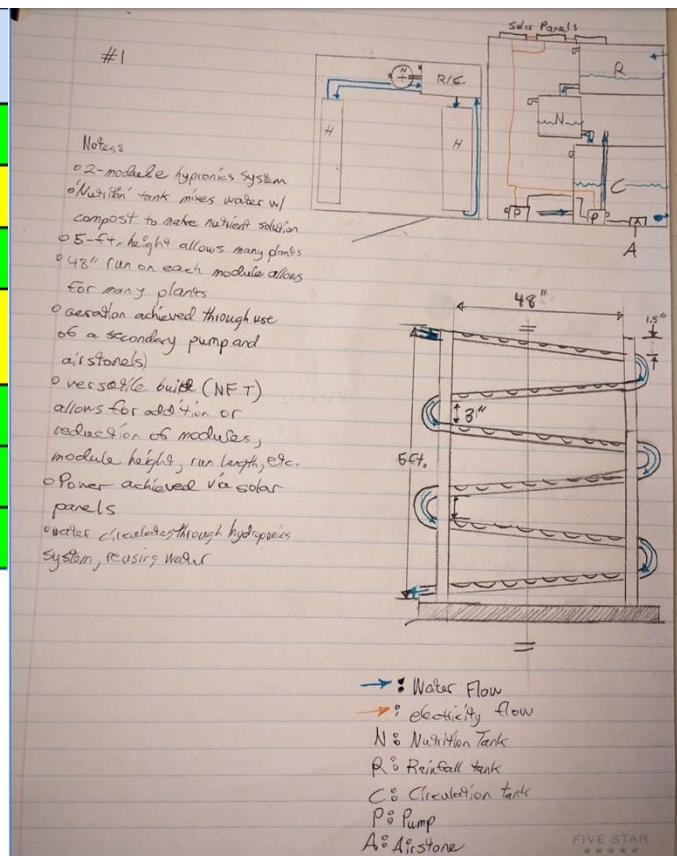 #1
Notes:
○ 2-module hypronics system
○ 'Nutrition' tank mixes water w/
compost to make nutrient solution
○ 5-ft. height allows many plants
○ 48" run on each module allows
for many plants
○ aeration achieved through use
of a secondary pump and
airstone(s)
○ versatile build (NFT)
allows for addition or
reduction of modules,
module height, run length, etc.
○ Power achieved via solar
panels
○ water circulates through hydroponics
system, reusing water
N
R/C
H
H
Solar Panels
R
N
C
P
P
A
A
48"
1.5"
3"
5ft.
: Water Flow
: electricity flow
N: Nutrition Tank
R: Rainfall tank
C: Circulation tank
P: Pump
A: Airstone
FIVE STAR